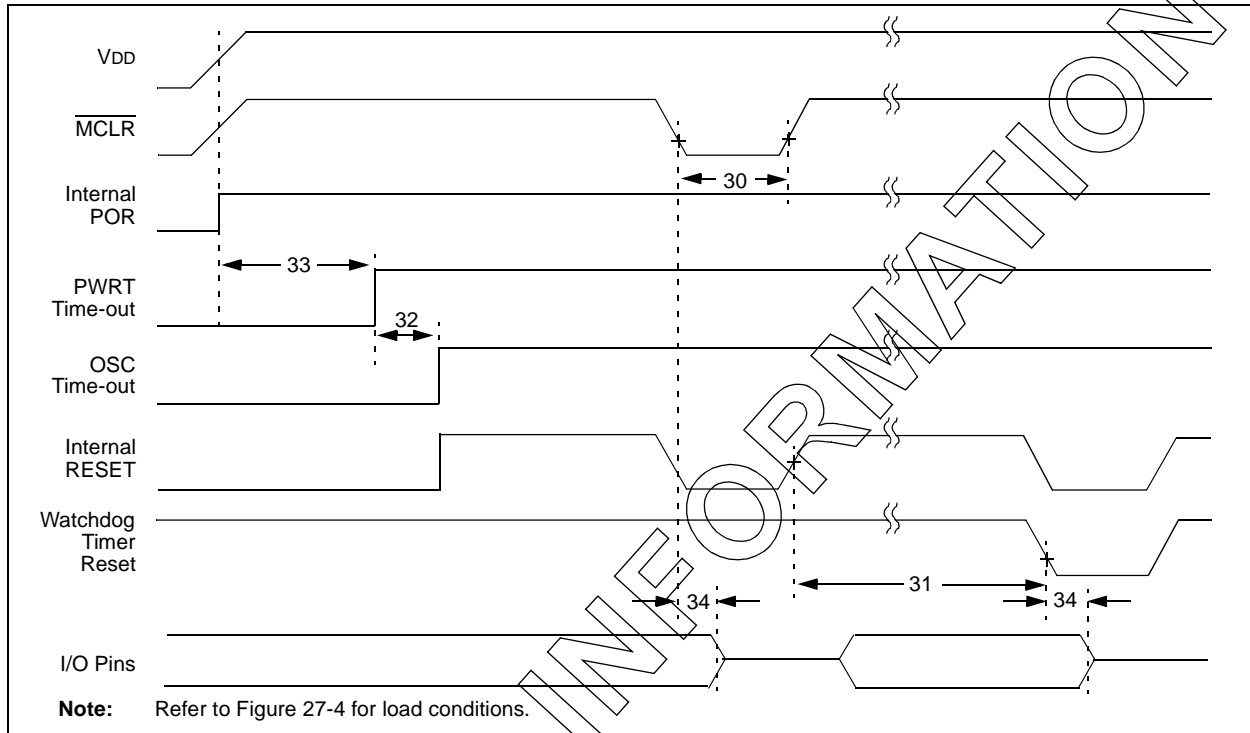 VDD
MCLR
30
Internal
POR
33
PWRT
Time-out
32
OSC
Time-out
Internal
RESET
Watchdog
Timer
Reset
31
34
34
I/O Pins
Note: Refer to Figure 27-4 for load conditions.
INFORMATION